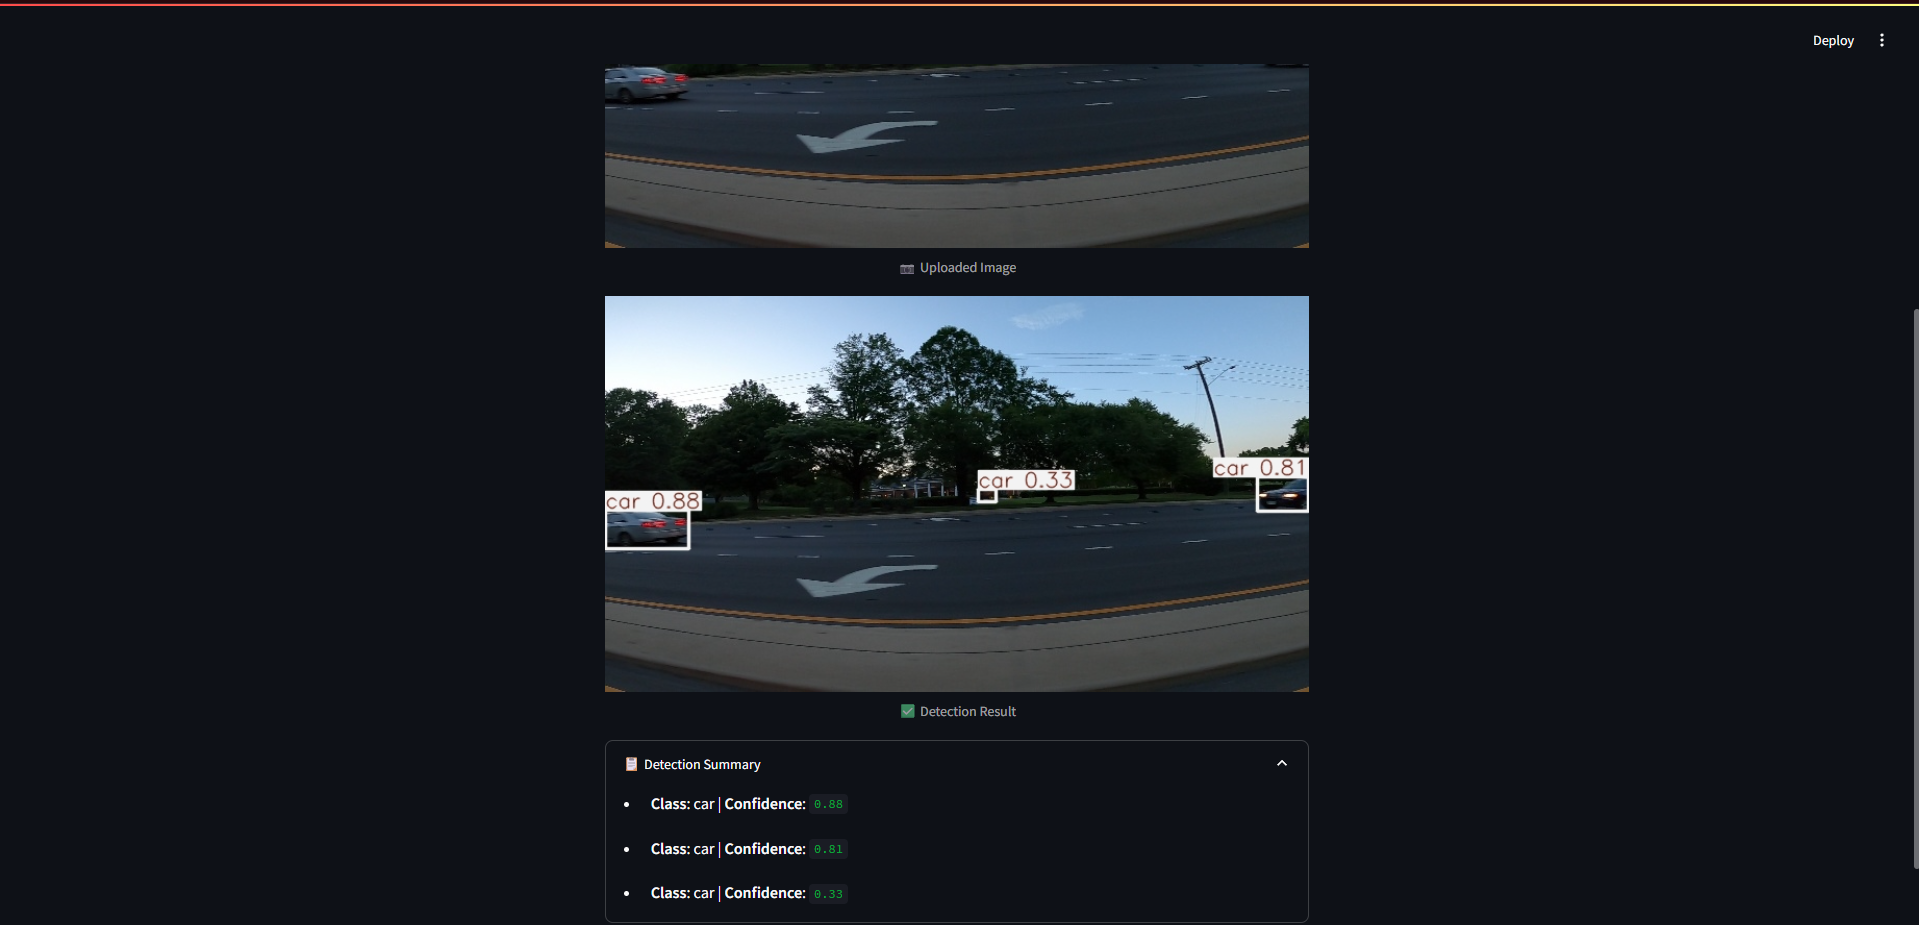 Deploy
Uploaded Image
car 0.33
car 0.81
car 0.88
Detection Result
Detection Summary
Class: car | Confidence: 0.88
Class: car | Confidence: 0.81
Class: car | Confidence: 0.33